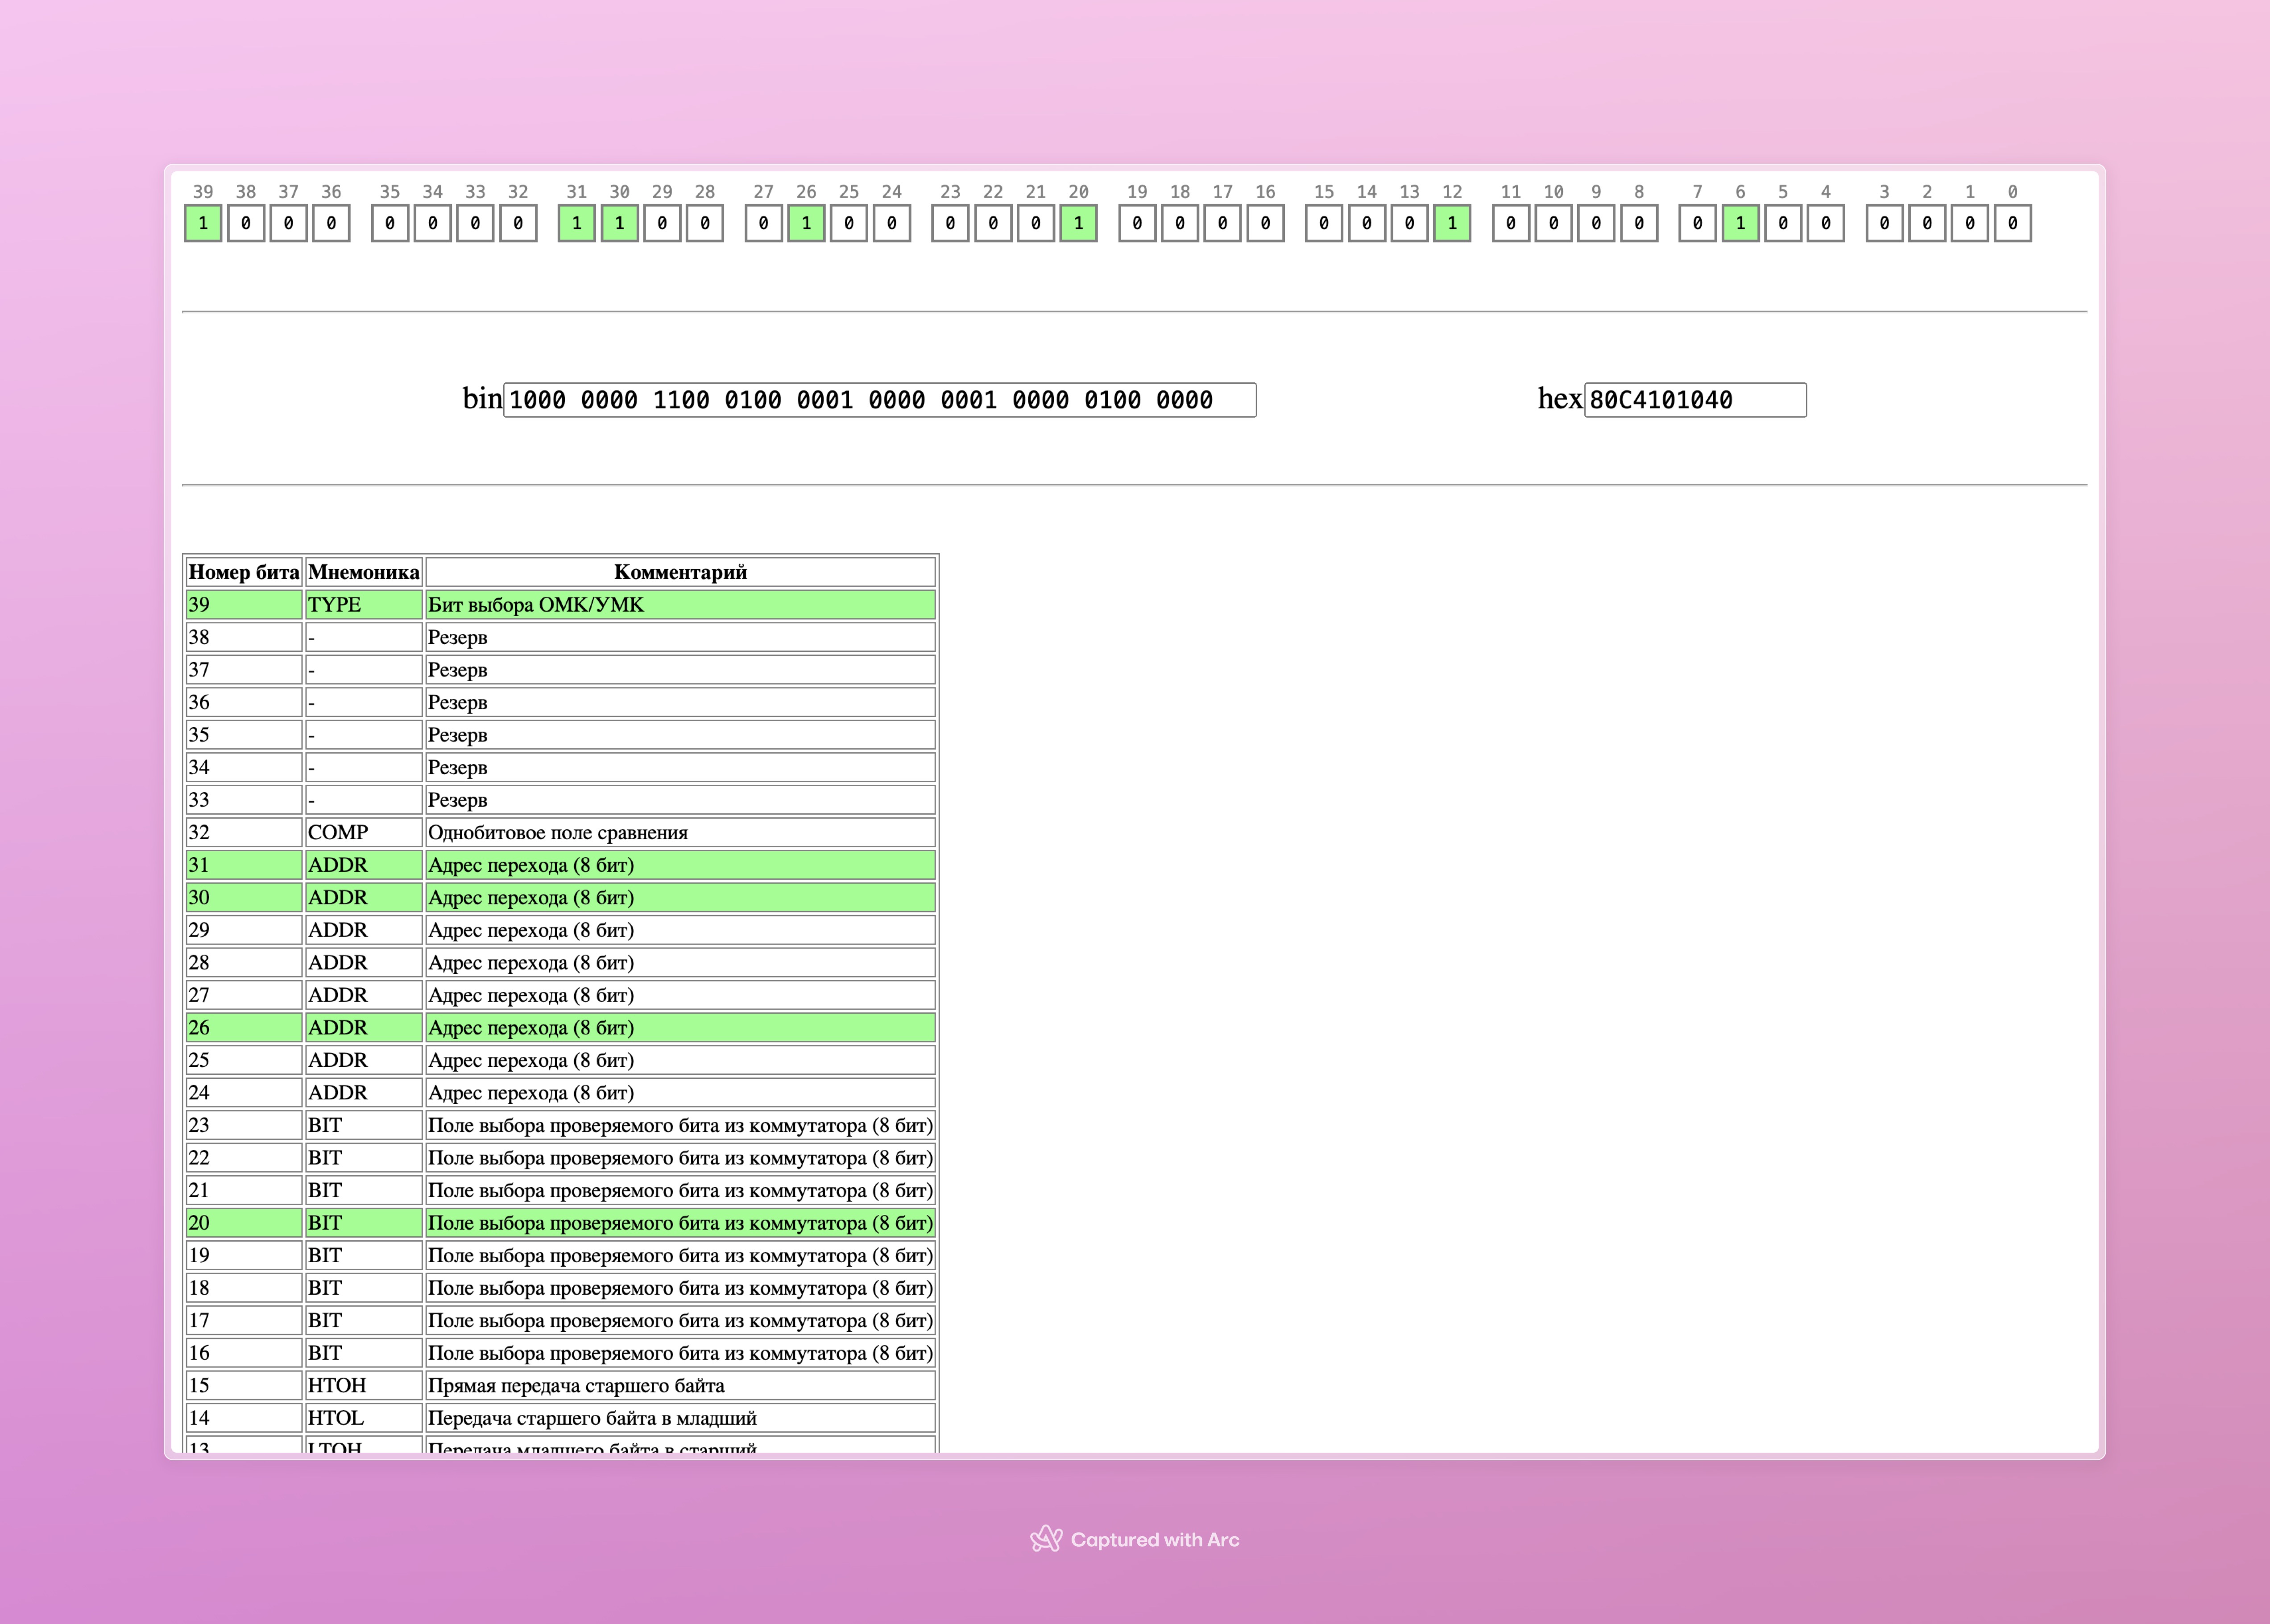 39 38 37 36 35 34 33 32 31 30 29 28 27 26 25 24 23 22 21 20 19 18 17 16 15 14 13 12 11 10 9 8 7 6 5 4 3 2 1 0
1 0 0 0 0 0 0 0 1 1 0 0 0 1 0 0 0 0 0 1 0 0 0 0 0 0 0 1 0 0 0 0 0 1 0 0 0 0 0 0
bin 1000 0000 1100 0100 0001 0000 0001 0000 0100 0000 hex 80C4101040
Номер бита Мнемоника Комментарий
39 TYPE Бит выбора ОМК/УМК
38 - Резерв
37 - Резерв
36 - Резерв
35 - Резерв
34 - Резерв
33 - Резерв
32 COMP Однобитовое поле сравнения
31 ADDR Адрес перехода (8 бит)
30 ADDR Адрес перехода (8 бит)
29 ADDR Адрес перехода (8 бит)
28 ADDR Адрес перехода (8 бит)
27 ADDR Адрес перехода (8 бит)
26 ADDR Адрес перехода (8 бит)
25 ADDR Адрес перехода (8 бит)
24 ADDR Адрес перехода (8 бит)
23 BIT Поле выбора проверяемого бита из коммутатора (8 бит)
22 BIT Поле выбора проверяемого бита из коммутатора (8 бит)
21 BIT Поле выбора проверяемого бита из коммутатора (8 бит)
20 BIT Поле выбора проверяемого бита из коммутатора (8 бит)
19 BIT Поле выбора проверяемого бита из коммутатора (8 бит)
18 BIT Поле выбора проверяемого бита из коммутатора (8 бит)
17 BIT Поле выбора проверяемого бита из коммутатора (8 бит)
16 BIT Поле выбора проверяемого бита из коммутатора (8 бит)
15 HTOH Прямая передача старшего байта
14 HTOL Передача старшего байта в младший
13 LTOH Передача младшего байта в старший
Captured with Arc